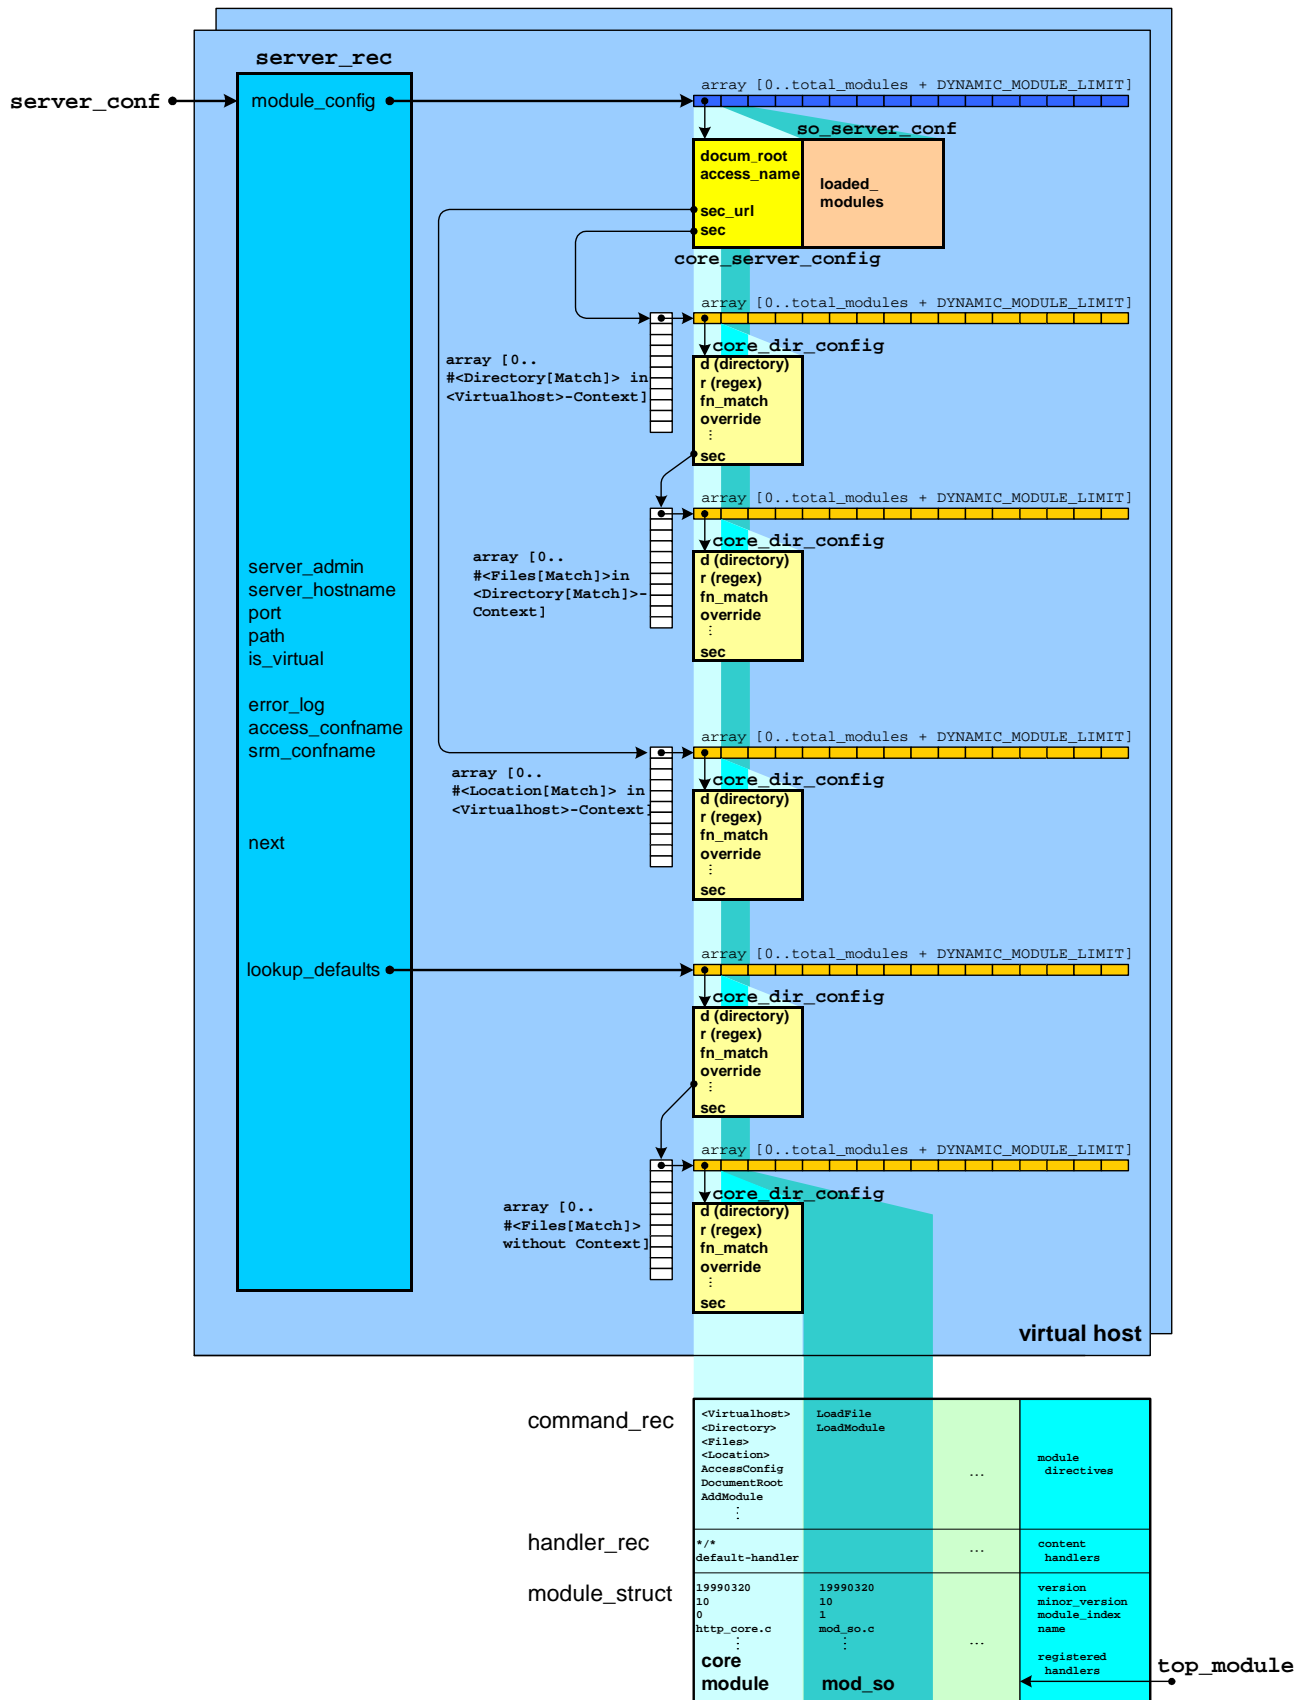 server_rec
server_conf
module_config
array [0..total_modules + DYNAMIC_MODULE_LIMIT]
so_server_conf
docum_root
access_name
sec_url
sec
loaded_
modules
core_server_config
array [0..total_modules + DYNAMIC_MODULE_LIMIT]
core_dir_config
array [0..
#<Directory[Match]> in
<Virtualhost>-Context]
d (directory)
r (regex)
fn_match
override
⋮
sec
array [0..total_modules + DYNAMIC_MODULE_LIMIT]
core_dir_config
array [0..
#<Files[Match]>in
<Directory[Match]>-
Context]
d (directory)
r (regex)
fn_match
override
⋮
sec
server_admin
server_hostname
port
path
is_virtual
error_log
access_confname
srm_confname
next
array [0..total_modules + DYNAMIC_MODULE_LIMIT]
core_dir_config
array [0..
#<Location[Match]> in
<Virtualhost>-Context]
d (directory)
r (regex)
fn_match
override
⋮
sec
lookup_defaults
array [0..total_modules + DYNAMIC_MODULE_LIMIT]
core_dir_config
d (directory)
r (regex)
fn_match
override
⋮
sec
array [0..total_modules + DYNAMIC_MODULE_LIMIT]
core_dir_config
array [0..
#<Files[Match]>
without Context]
d (directory)
r (regex)
fn_match
override
⋮
sec
virtual host
command_rec
<Virtualhost>
<Directory>
<Files>
<Location>
AccessConfig
DocumentRoot
AddModule
⋮
LoadFile
LoadModule
...
module
directives
handler_rec
*/*
default-handler
...
content
handlers
module_struct
19990320
10
0
http_core.c
⋮
core
module
19990320
10
1
mod_so.c
⋮
mod_so
...
version
minor_version
module_index
name
registered
handlers
top_module